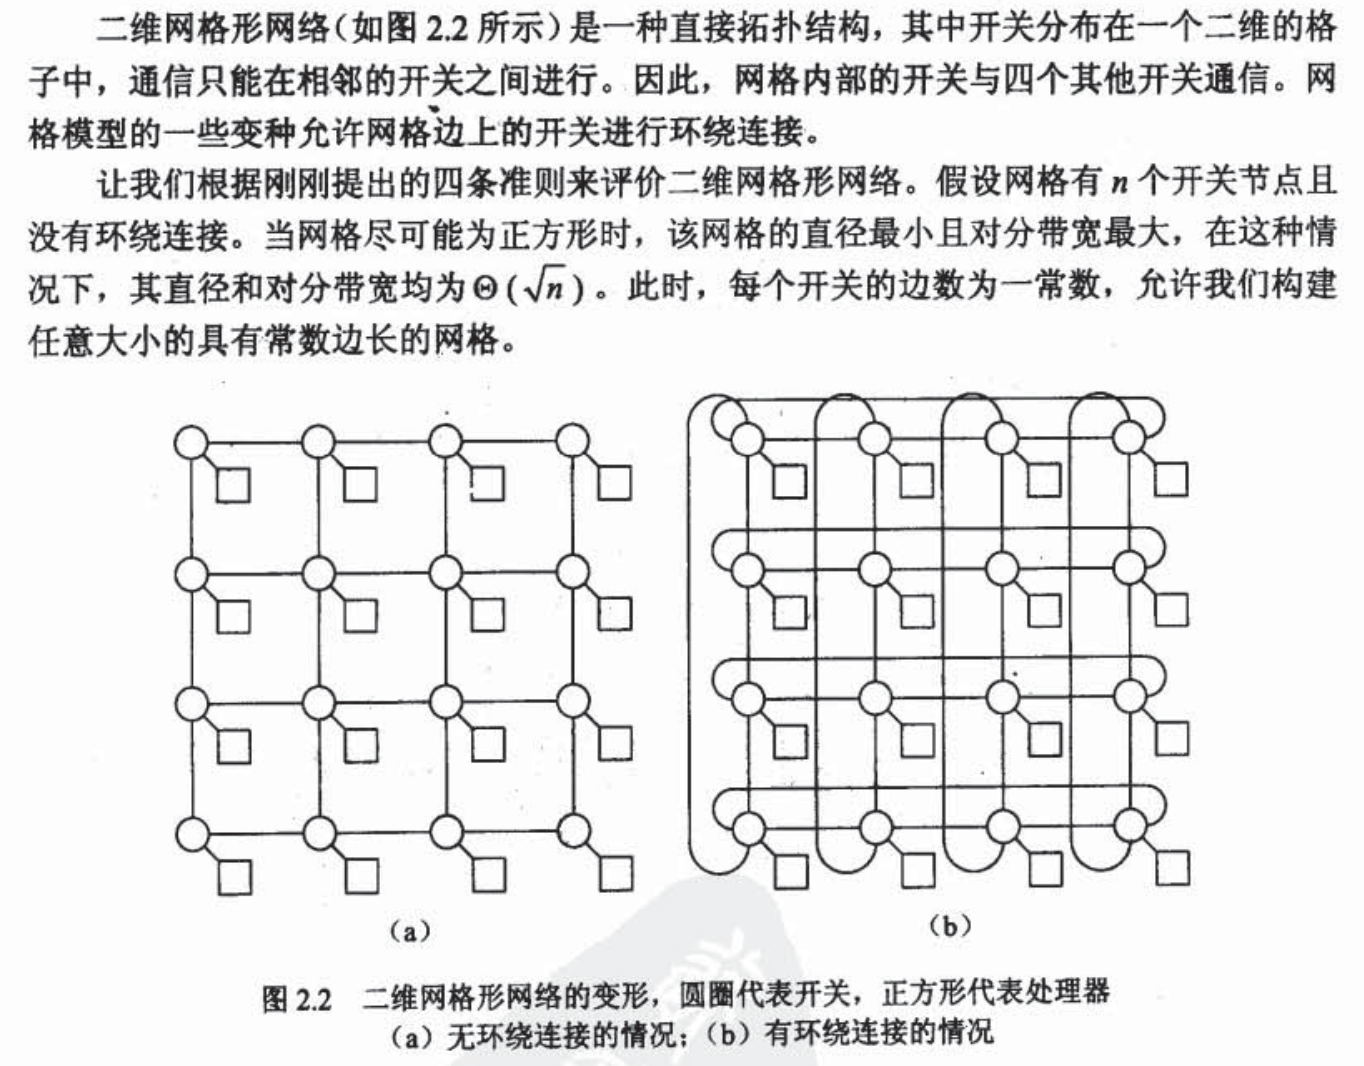 二维网格形网络（如图 2.2 所示）是一种直接拓扑结构，其中开关分布在一个二维的格
子中，通信只能在相邻的开关之间进行。因此，网格内部的开关与四个其他开关通信。网
格模型的一些变种允许网格边上的开关进行环绕连接。
让我们根据刚刚提出的四条准则来评价二维网格形网络。假设网格有 n 个开关节点且
没有环绕连接。当网格尽可能为正方形时，该网格的直径最小且对分带宽最大，在这种情
况下，其直径和对分带宽均为 Θ(√n)。此时，每个开关的边数为一常数，允许我们构建
任意大小的具有常数边长的网格。
（a）
（b）
图 2.2 二维网格形网络的变形，圆圈代表开关，正方形代表处理器
（a）无环绕连接的情况；（b）有环绕连接的情况